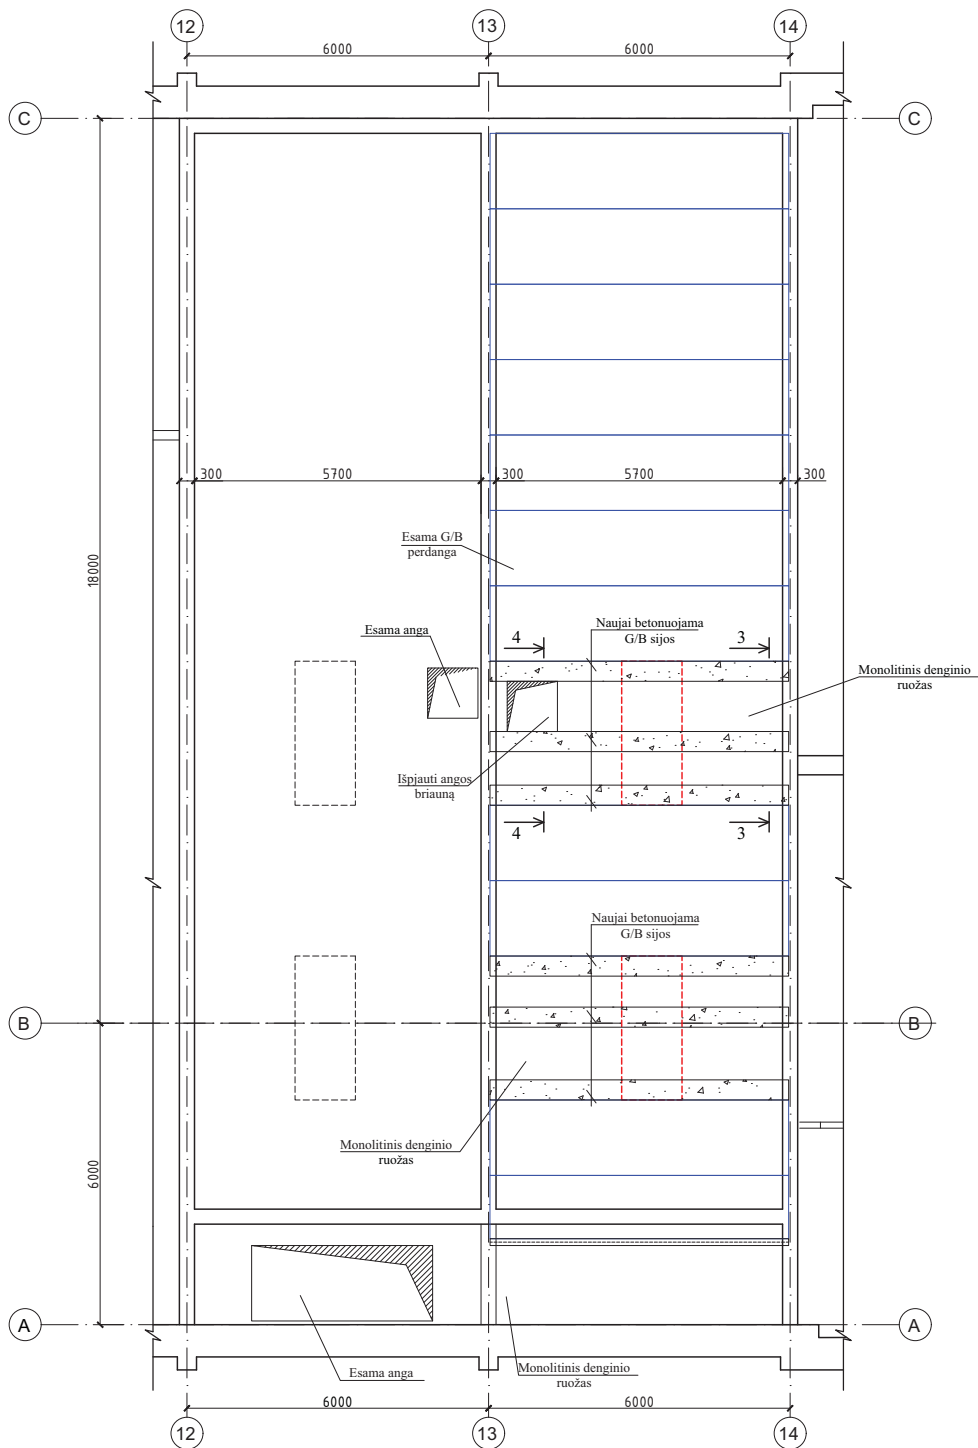 12
13
14
6000
6000
C
C
300
5700
300
5700
300
18000
Esama G/B
perdanga
Esama anga
Naujai betonuojama
G/B sijos
4
3
Monolitinis denginio
ruožas
Išpjauti angos
briauną
4
3
Naujai betonuojama
G/B sijos
B
B
Monolitinis denginio
ruožas
6000
A
A
Esama anga
Monolitinis denginio
ruožas
6000
6000
12
13
14